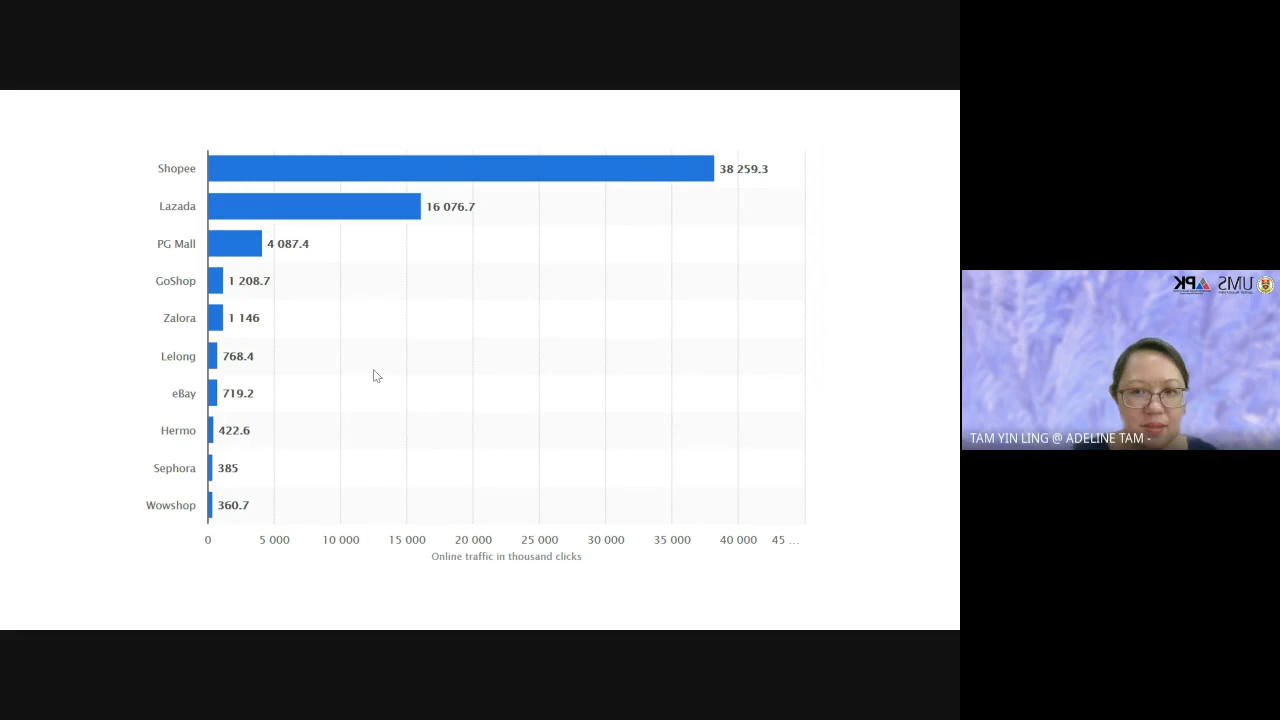 Shopee 38 259.3
Lazada 16 076.7
PG Mall 4 087.4
GoShop 1 208.7
Zalora 1 146
Lelong 768.4
eBay 719.2
Hermo 422.6
Sephora 385
Wowshop 360.7
0 5 000 10 000 15 000 20 000 25 000 30 000 35 000 40 000 45 ...
Online traffic in thousand clicks
PK UMS
TAM YIN LING @ ADELINE TAM -